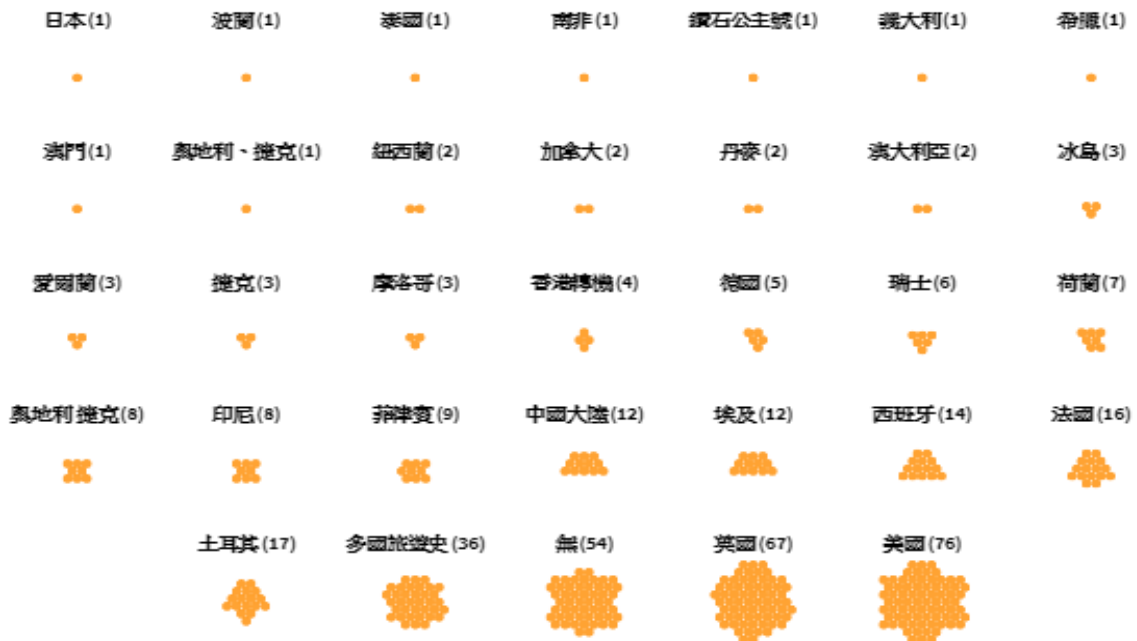 日本(1) 波蘭(1) 泰國(1) 南非(1) 鑽石公主號(1) 義大利(1) 希臘(1)
澳門(1) 奧地利、捷克(1) 紐西蘭(2) 加拿大(2) 丹麥(2) 澳大利亞(2) 冰島(3)
愛爾蘭(3) 捷克(3) 摩洛哥(3) 香港轉機(4) 德國(5) 瑞士(6) 荷蘭(7)
奧地利 捷克(8) 印尼(8) 菲律賓(9) 中國大陸(12) 埃及(12) 西班牙(14) 法國(16)
土耳其(17) 多國旅遊史(36) 無(54) 英國(67) 美國(76)